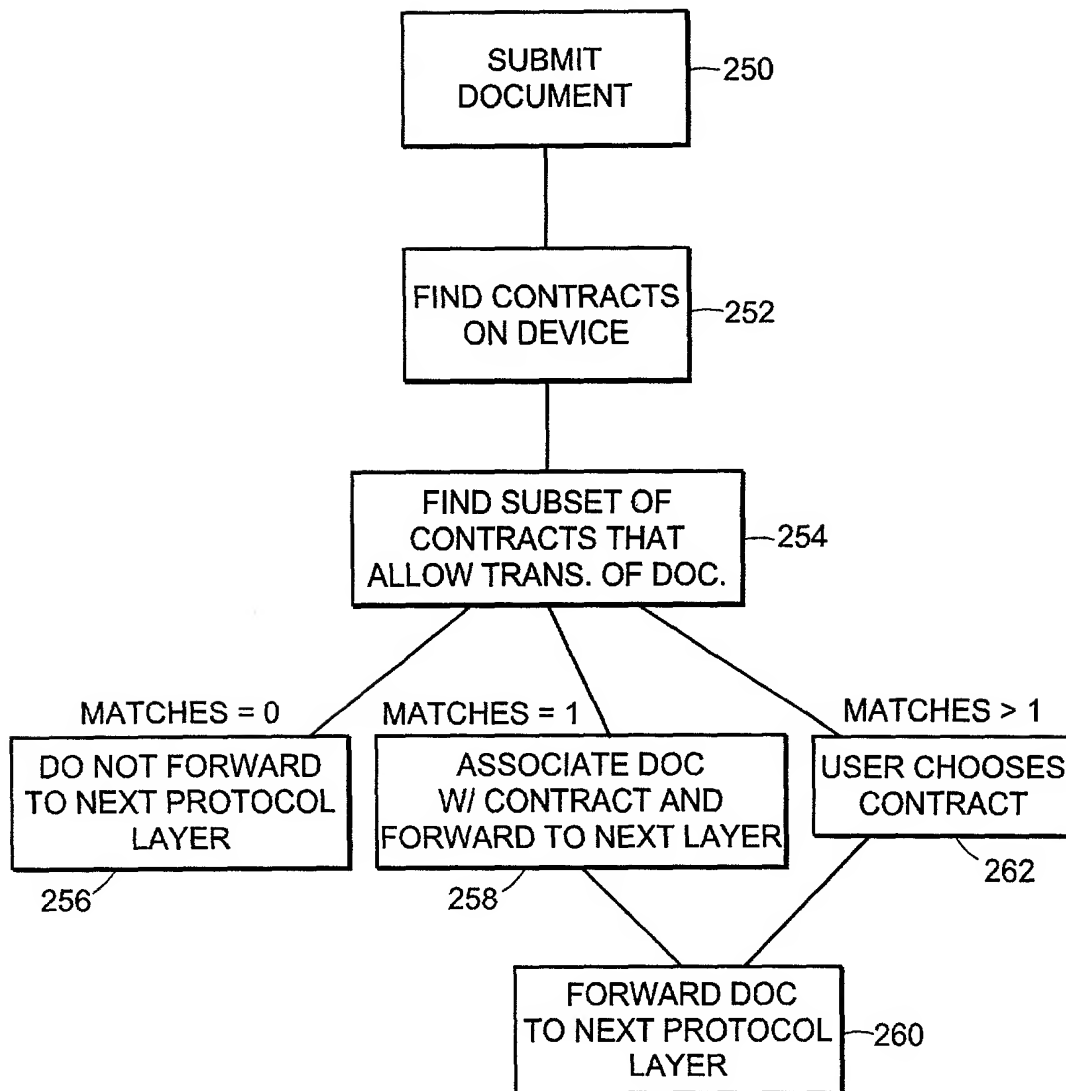 SUBMIT
DOCUMENT
250
FIND CONTRACTS
ON DEVICE
252
FIND SUBSET OF
CONTRACTS THAT
ALLOW TRANS. OF DOC.
254
MATCHES = 0
MATCHES = 1
MATCHES > 1
DO NOT FORWARD
TO NEXT PROTOCOL
LAYER
256
ASSOCIATE DOC
W/ CONTRACT AND
FORWARD TO NEXT LAYER
258
USER CHOOSES
CONTRACT
262
FORWARD DOC
TO NEXT PROTOCOL
LAYER
260